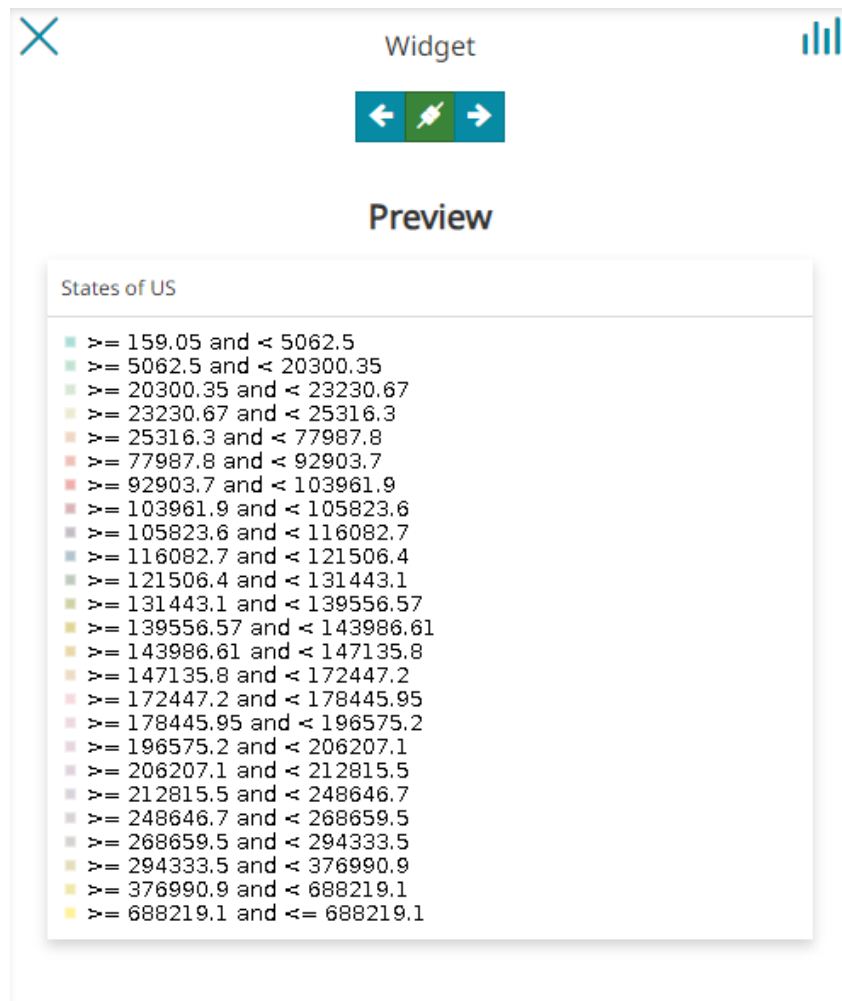 Widget
Preview
States of US
>= 159.05 and < 5062.5
>= 5062.5 and < 20300.35
>= 20300.35 and < 23230.67
>= 23230.67 and < 25316.3
>= 25316.3 and < 77987.8
>= 77987.8 and < 92903.7
>= 92903.7 and < 103961.9
>= 103961.9 and < 105823.6
>= 105823.6 and < 116082.7
>= 116082.7 and < 121506.4
>= 121506.4 and < 131443.1
>= 131443.1 and < 139556.57
>= 139556.57 and < 143986.61
>= 143986.61 and < 147135.8
>= 147135.8 and < 172447.2
>= 172447.2 and < 178445.95
>= 178445.95 and < 196575.2
>= 196575.2 and < 206207.1
>= 206207.1 and < 212815.5
>= 212815.5 and < 248646.7
>= 248646.7 and < 268659.5
>= 268659.5 and < 294333.5
>= 294333.5 and < 376990.9
>= 376990.9 and < 688219.1
>= 688219.1 and <= 688219.1